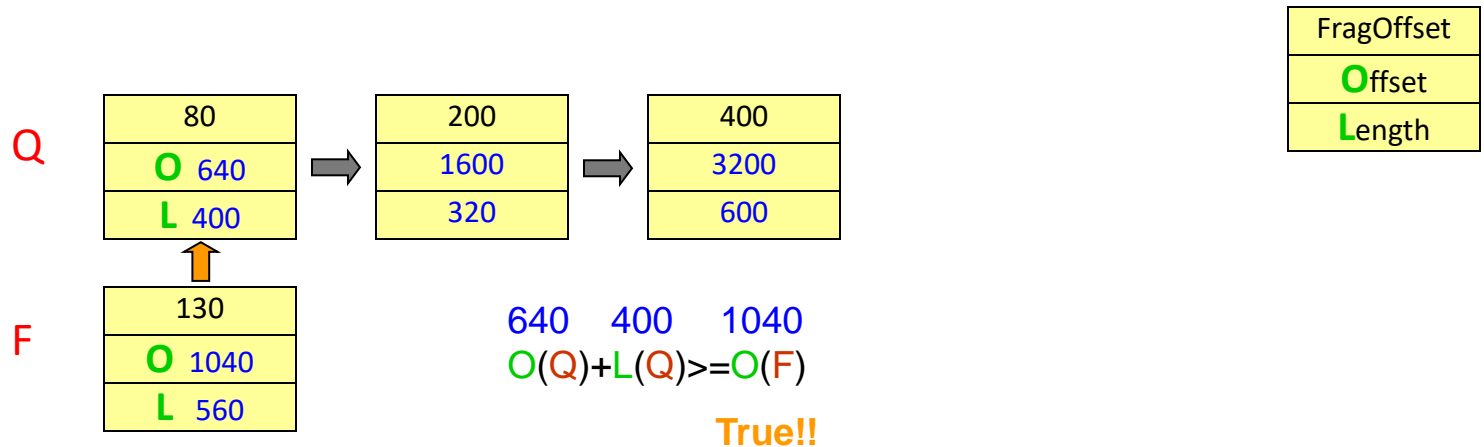 FragOffset
Offset
Length
Q
80
O 640
L 400
200
1600
320
400
3200
600
F
130
O 1040
L 560
640 400 1040
O(Q)+L(Q)>=O(F)
True!!